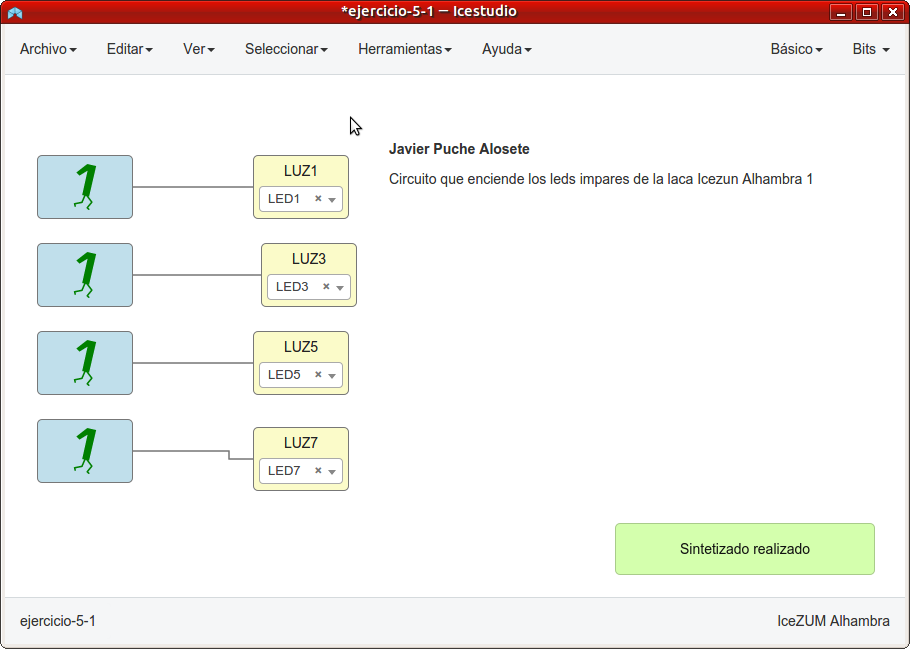 *ejercicio-5-1 — Icestudio
Archivo Editar Ver Seleccionar Herramientas Ayuda Básico Bits
Javier Puche Alosete
Circuito que enciende los leds impares de la laca Icezun Alhambra 1
1
LUZ1
LED1 ×
1
LUZ3
LED3 ×
1
LUZ5
LED5 ×
1
LUZ7
LED7 ×
Sintetizado realizado
ejercicio-5-1 IceZUM Alhambra